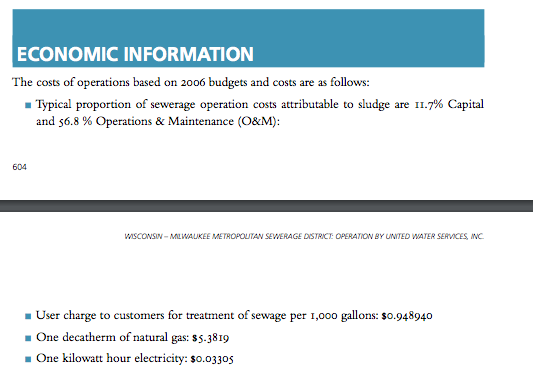 ECONOMIC INFORMATION
The costs of operations based on 2006 budgets and costs are as follows:
■ Typical proportion of sewerage operation costs attributable to sludge are 11.7% Capital
and 56.8 % Operations & Maintenance (O&M):
604
WISCONSIN – MILWAUKEE METROPOLITAN SEWERAGE DISTRICT: OPERATION BY UNITED WATER SERVICES, INC.
■ User charge to customers for treatment of sewage per 1,000 gallons: $0.948940
■ One decatherm of natural gas: $5.3819
■ One kilowatt hour electricity: $0.03305